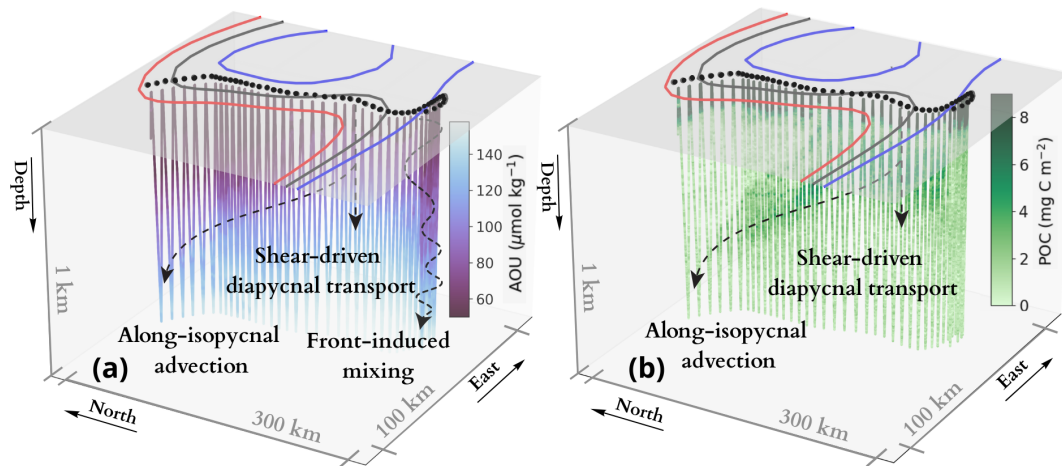 140
120
100
80
60
AOU (μmol kg⁻¹)
Depth
1 km
Shear-driven
diapycnal transport
Along-isopycnal
advection
Front-induced
mixing
(a)
North
300 km
100 km
East
8
6
4
2
0
POC (mg C m⁻²)
Depth
1 km
Shear-driven
diapycnal transport
Along-isopycnal
advection
(b)
North
300 km
100 km
East